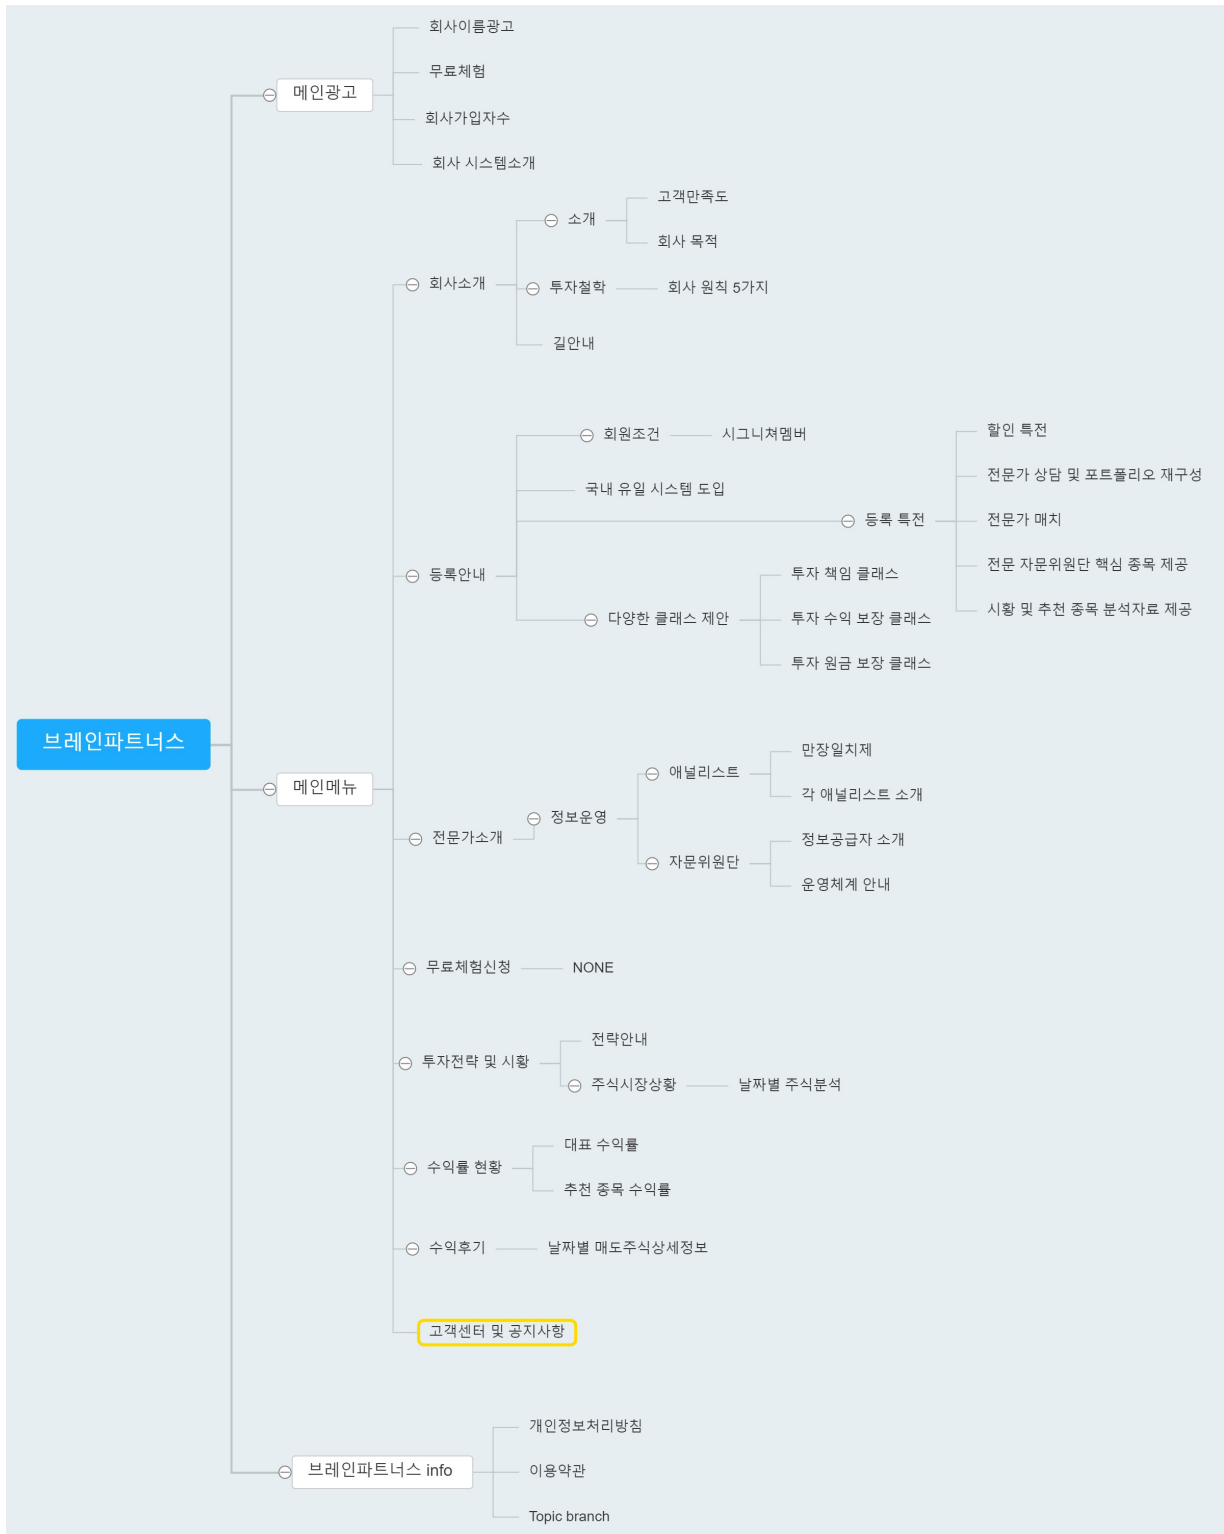 브레인파트너스
메인광고
회사이름광고
무료체험
회사가입자수
회사 시스템소개
메인메뉴
회사소개
소개
고객만족도
회사 목적
투자철학
회사 원칙 5가지
길안내
등록안내
회원조건
시그니쳐멤버
국내 유일 시스템 도입
등록 특전
할인 특전
전문가 상담 및 포트폴리오 재구성
전문가 매치
전문 자문위원단 핵심 종목 제공
시황 및 추천 종목 분석자료 제공
다양한 클래스 제안
투자 책임 클래스
투자 수익 보장 클래스
투자 원금 보장 클래스
전문가소개
정보운영
애널리스트
만장일치제
각 애널리스트 소개
자문위원단
정보공급자 소개
운영체계 안내
무료체험신청
NONE
투자전략 및 시황
전략안내
주식시장상황
날짜별 주식분석
수익률 현황
대표 수익률
추천 종목 수익률
수익후기
날짜별 매도주식상세정보
고객센터 및 공지사항
브레인파트너스 info
개인정보처리방침
이용약관
Topic branch